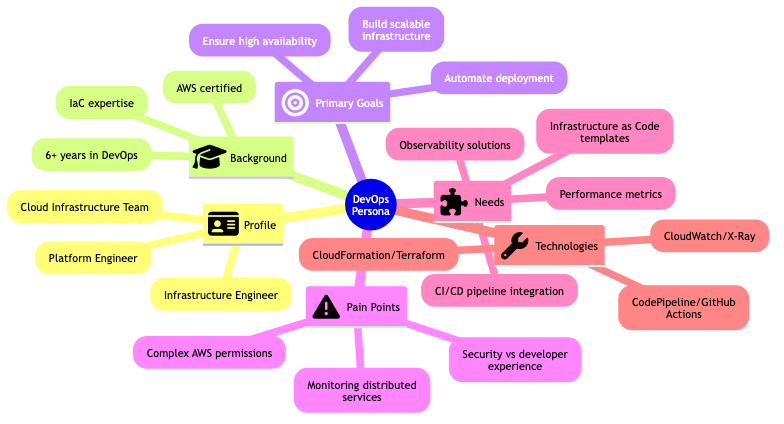 Build scalable
infrastructure
Ensure high availability
Automate deployment
Primary Goals
AWS certified
IaC expertise
6+ years in DevOps
Background
Observability solutions
Infrastructure as Code
templates
Performance metrics
Needs
CI/CD pipeline integration
DevOps
Persona
Cloud Infrastructure Team
Platform Engineer
Infrastructure Engineer
Profile
Technologies
CloudFormation/Terraform
CloudWatch/X-Ray
CodePipeline/GitHub
Actions
Pain Points
Complex AWS permissions
Monitoring distributed
services
Security vs developer
experience